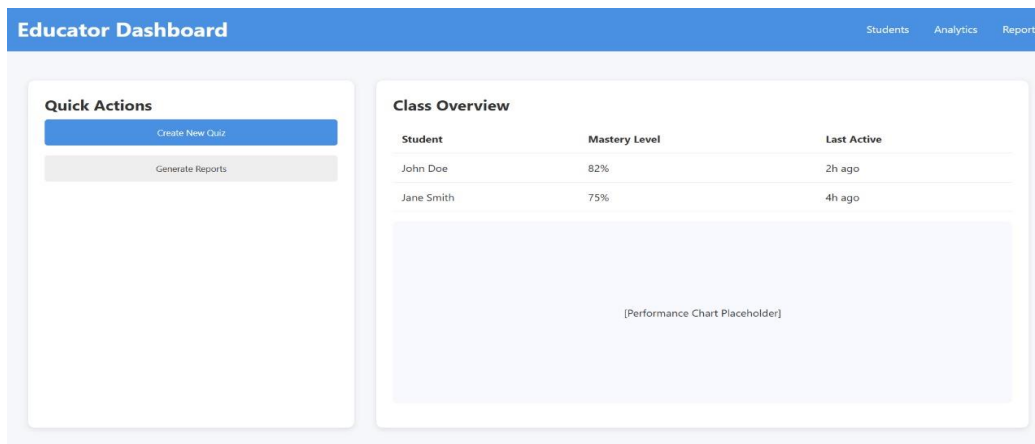 Educator Dashboard
Students Analytics Report
Quick Actions
Create New Quiz
Generate Reports
Class Overview
Student Mastery Level Last Active
John Doe 82% 2h ago
Jane Smith 75% 4h ago
[Performance Chart Placeholder]